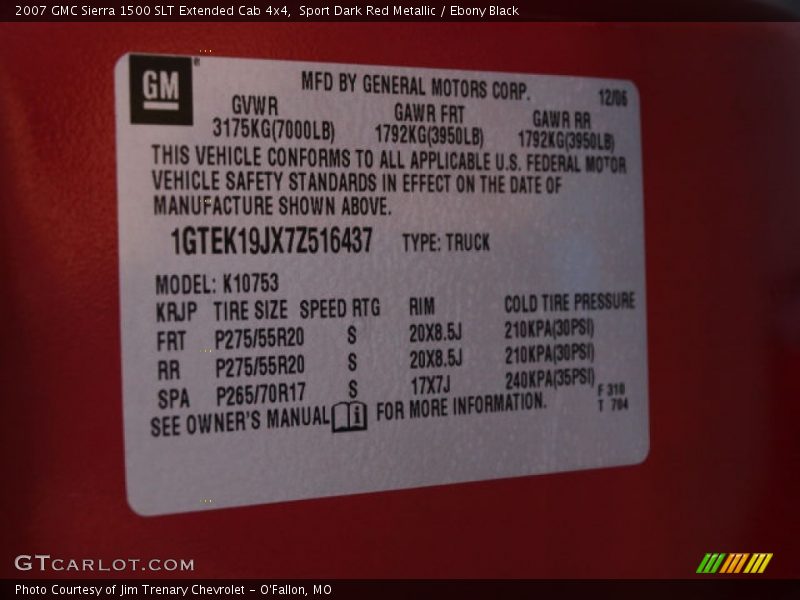 2007 GMC Sierra 1500 SLT Extended Cab 4x4, Sport Dark Red Metallic / Ebony Black
GM
MFD BY GENERAL MOTORS CORP. 12/06
GVWR GAWR FRT GAWR RR
3175KG(7000LB) 1792KG(3950LB) 1792KG(3950LB)
THIS VEHICLE CONFORMS TO ALL APPLICABLE U.S. FEDERAL MOTOR
VEHICLE SAFETY STANDARDS IN EFFECT ON THE DATE OF
MANUFACTURE SHOWN ABOVE.
1GTEK19JX7Z516437 TYPE: TRUCK
MODEL: K10753
KRJP TIRE SIZE SPEED RTG RIM COLD TIRE PRESSURE
FRT P275/55R20 S 20X8.5J 210KPA(30PSI)
RR P275/55R20 S 20X8.5J 210KPA(30PSI)
SPA P265/70R17 S 17X7J 240KPA(35PSI)
F 310
T 704
SEE OWNER'S MANUAL FOR MORE INFORMATION.
GTCARLOT.COM
Photo Courtesy of Jim Trenary Chevrolet - O'Fallon, MO